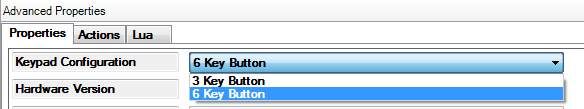 Advanced Properties
Properties Actions Lua
Keypad Configuration 6 Key Button
3 Key Button
Hardware Version 6 Key Button